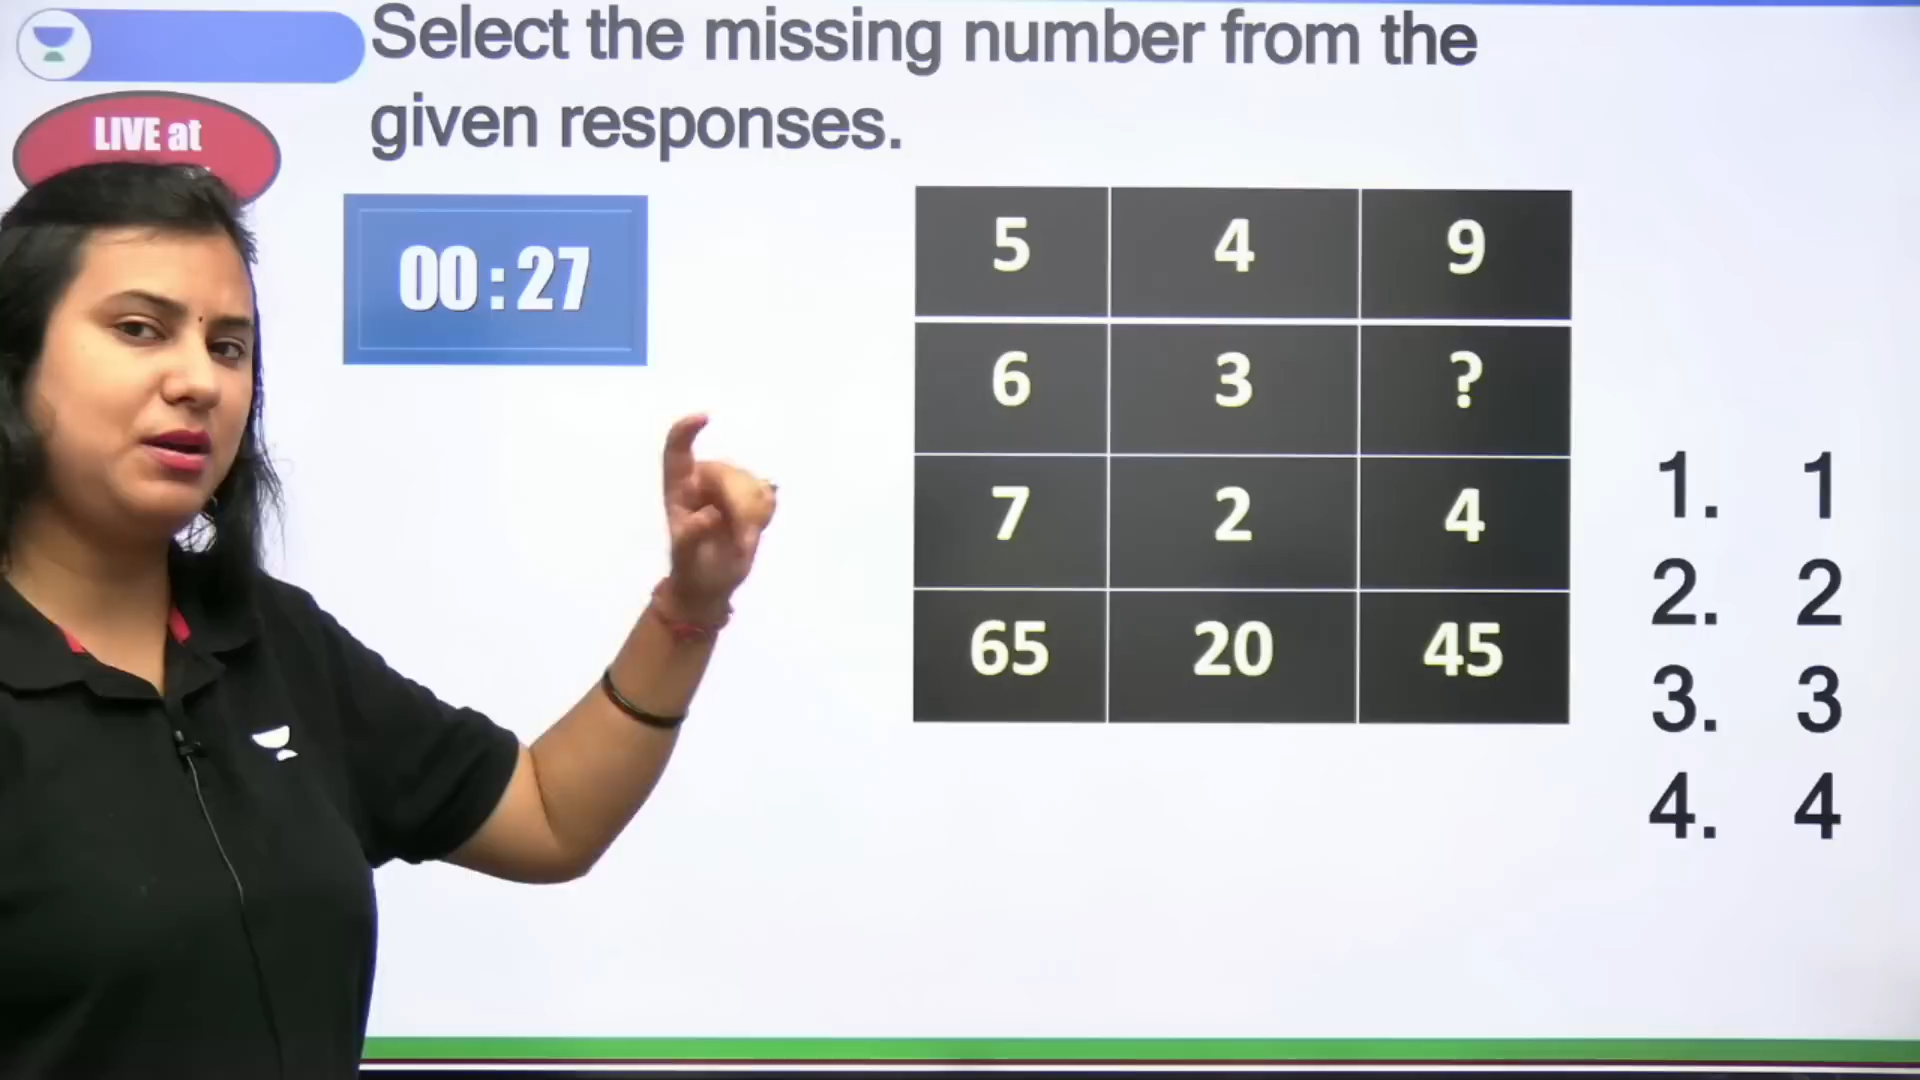 Select the missing number from the
given responses.
LIVE at
00:27
5 4 9
6 3 ?
7 2 4
65 20 45
1. 1
2. 2
3. 3
4. 4